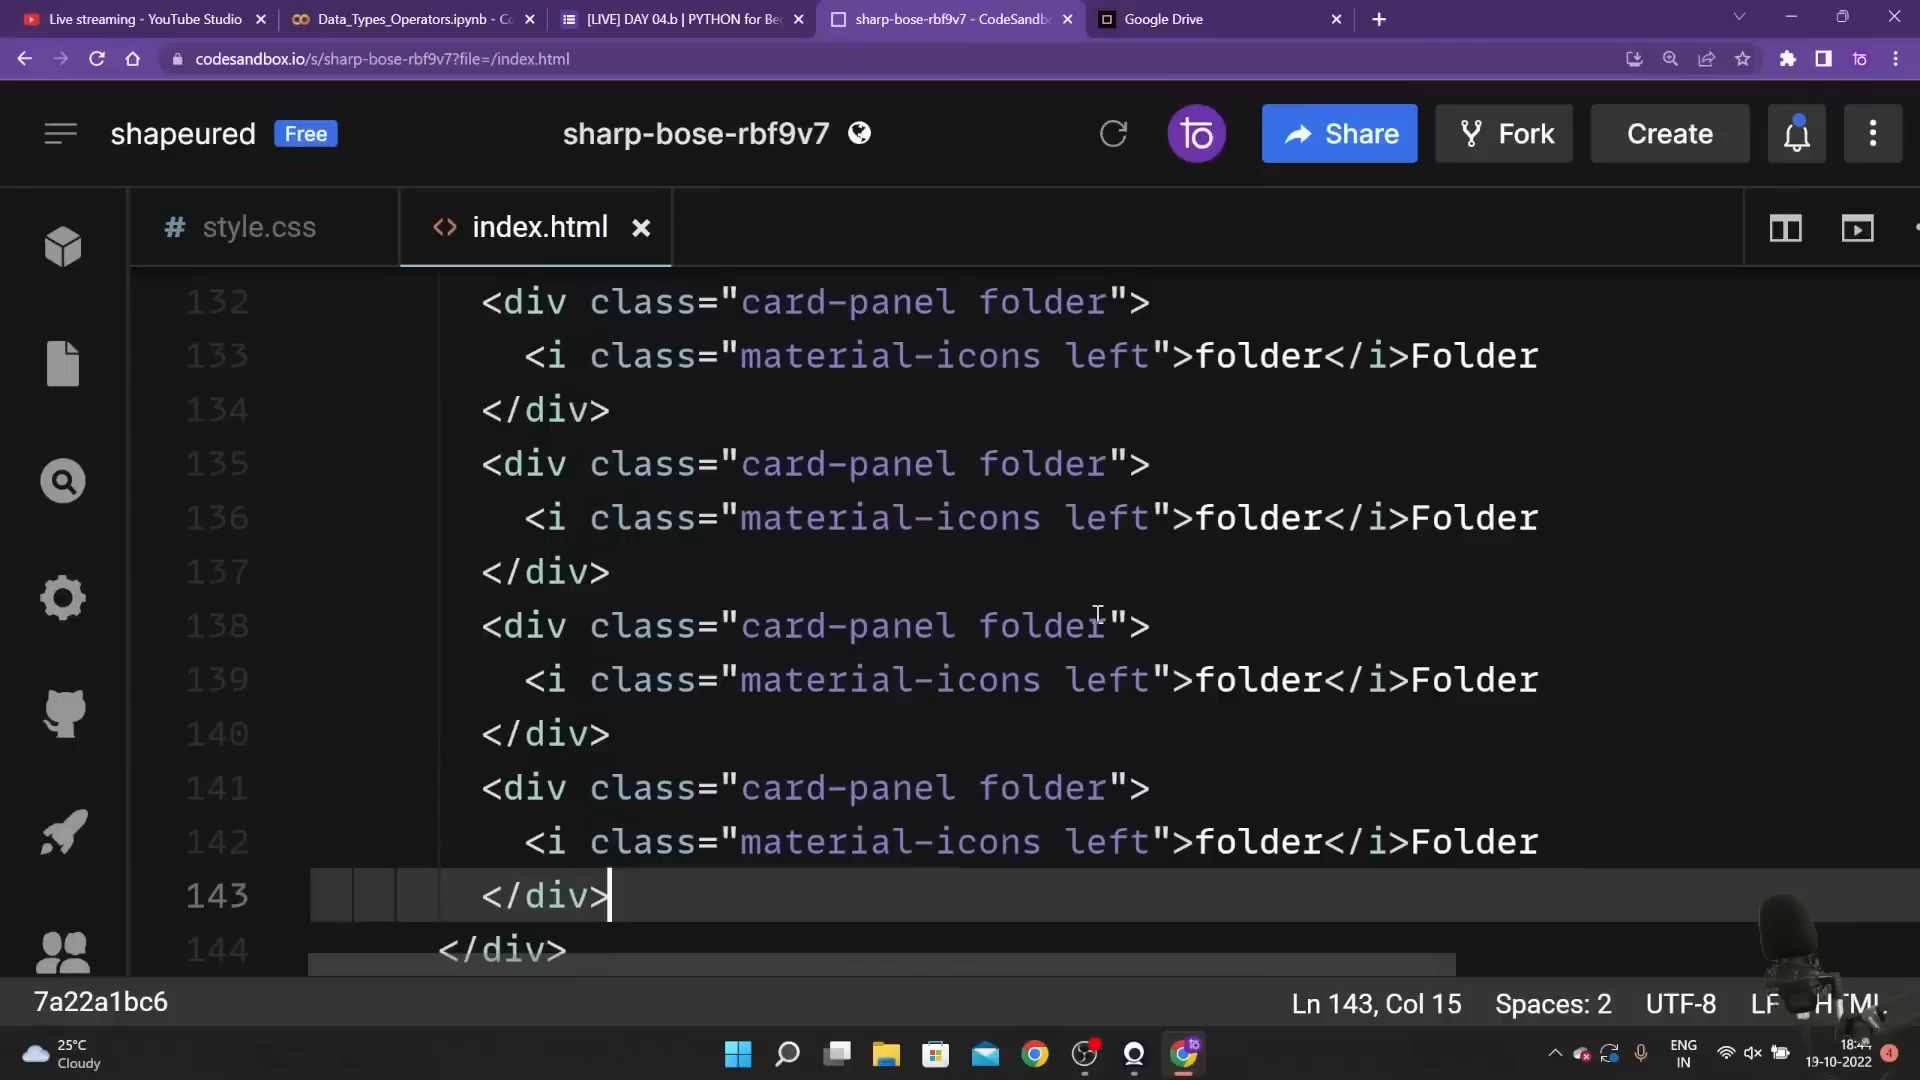 Live streaming - YouTube Studio
Data_Types_Operators.ipynb - Co
[LIVE] DAY 04.b | PYTHON for Be
sharp-bose-rbf9v7 - CodeSandbo
Google Drive
codesandbox.io/s/sharp-bose-rbf9v7?file=/index.html
shapeured
Free
sharp-bose-rbf9v7
Share
Fork
Create
# style.css
<> index.html
132 <div class="card-panel folder">
133 <i class="material-icons left">folder</i>Folder
134 </div>
135 <div class="card-panel folder">
136 <i class="material-icons left">folder</i>Folder
137 </div>
138 <div class="card-panel folder">
139 <i class="material-icons left">folder</i>Folder
140 </div>
141 <div class="card-panel folder">
142 <i class="material-icons left">folder</i>Folder
143 </div>
144 </div>
7a22a1bc6
Ln 143, Col 15
Spaces: 2
UTF-8
LF
HTML
25°C
Cloudy
ENG
IN
19-10-2022
4